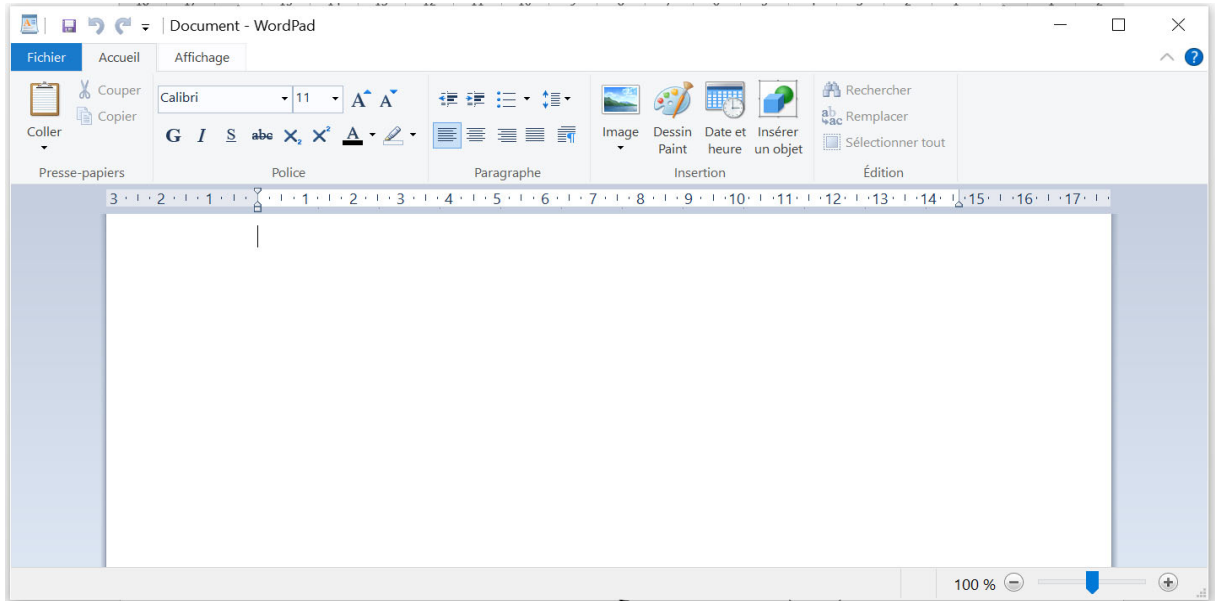 Document - WordPad
Fichier Accueil Affichage
Coller
Couper
Copier
Presse-papiers
Calibri 11 A A
G I S abc X₂ X² A
Police
Paragraphe
Image
Dessin Paint
Date et heure
Insérer un objet
Insertion
Rechercher
Remplacer
Sélectionner tout
Édition
3 2 1 1 2 3 4 5 6 7 8 9 10 11 12 13 14 15 16 17
100 %